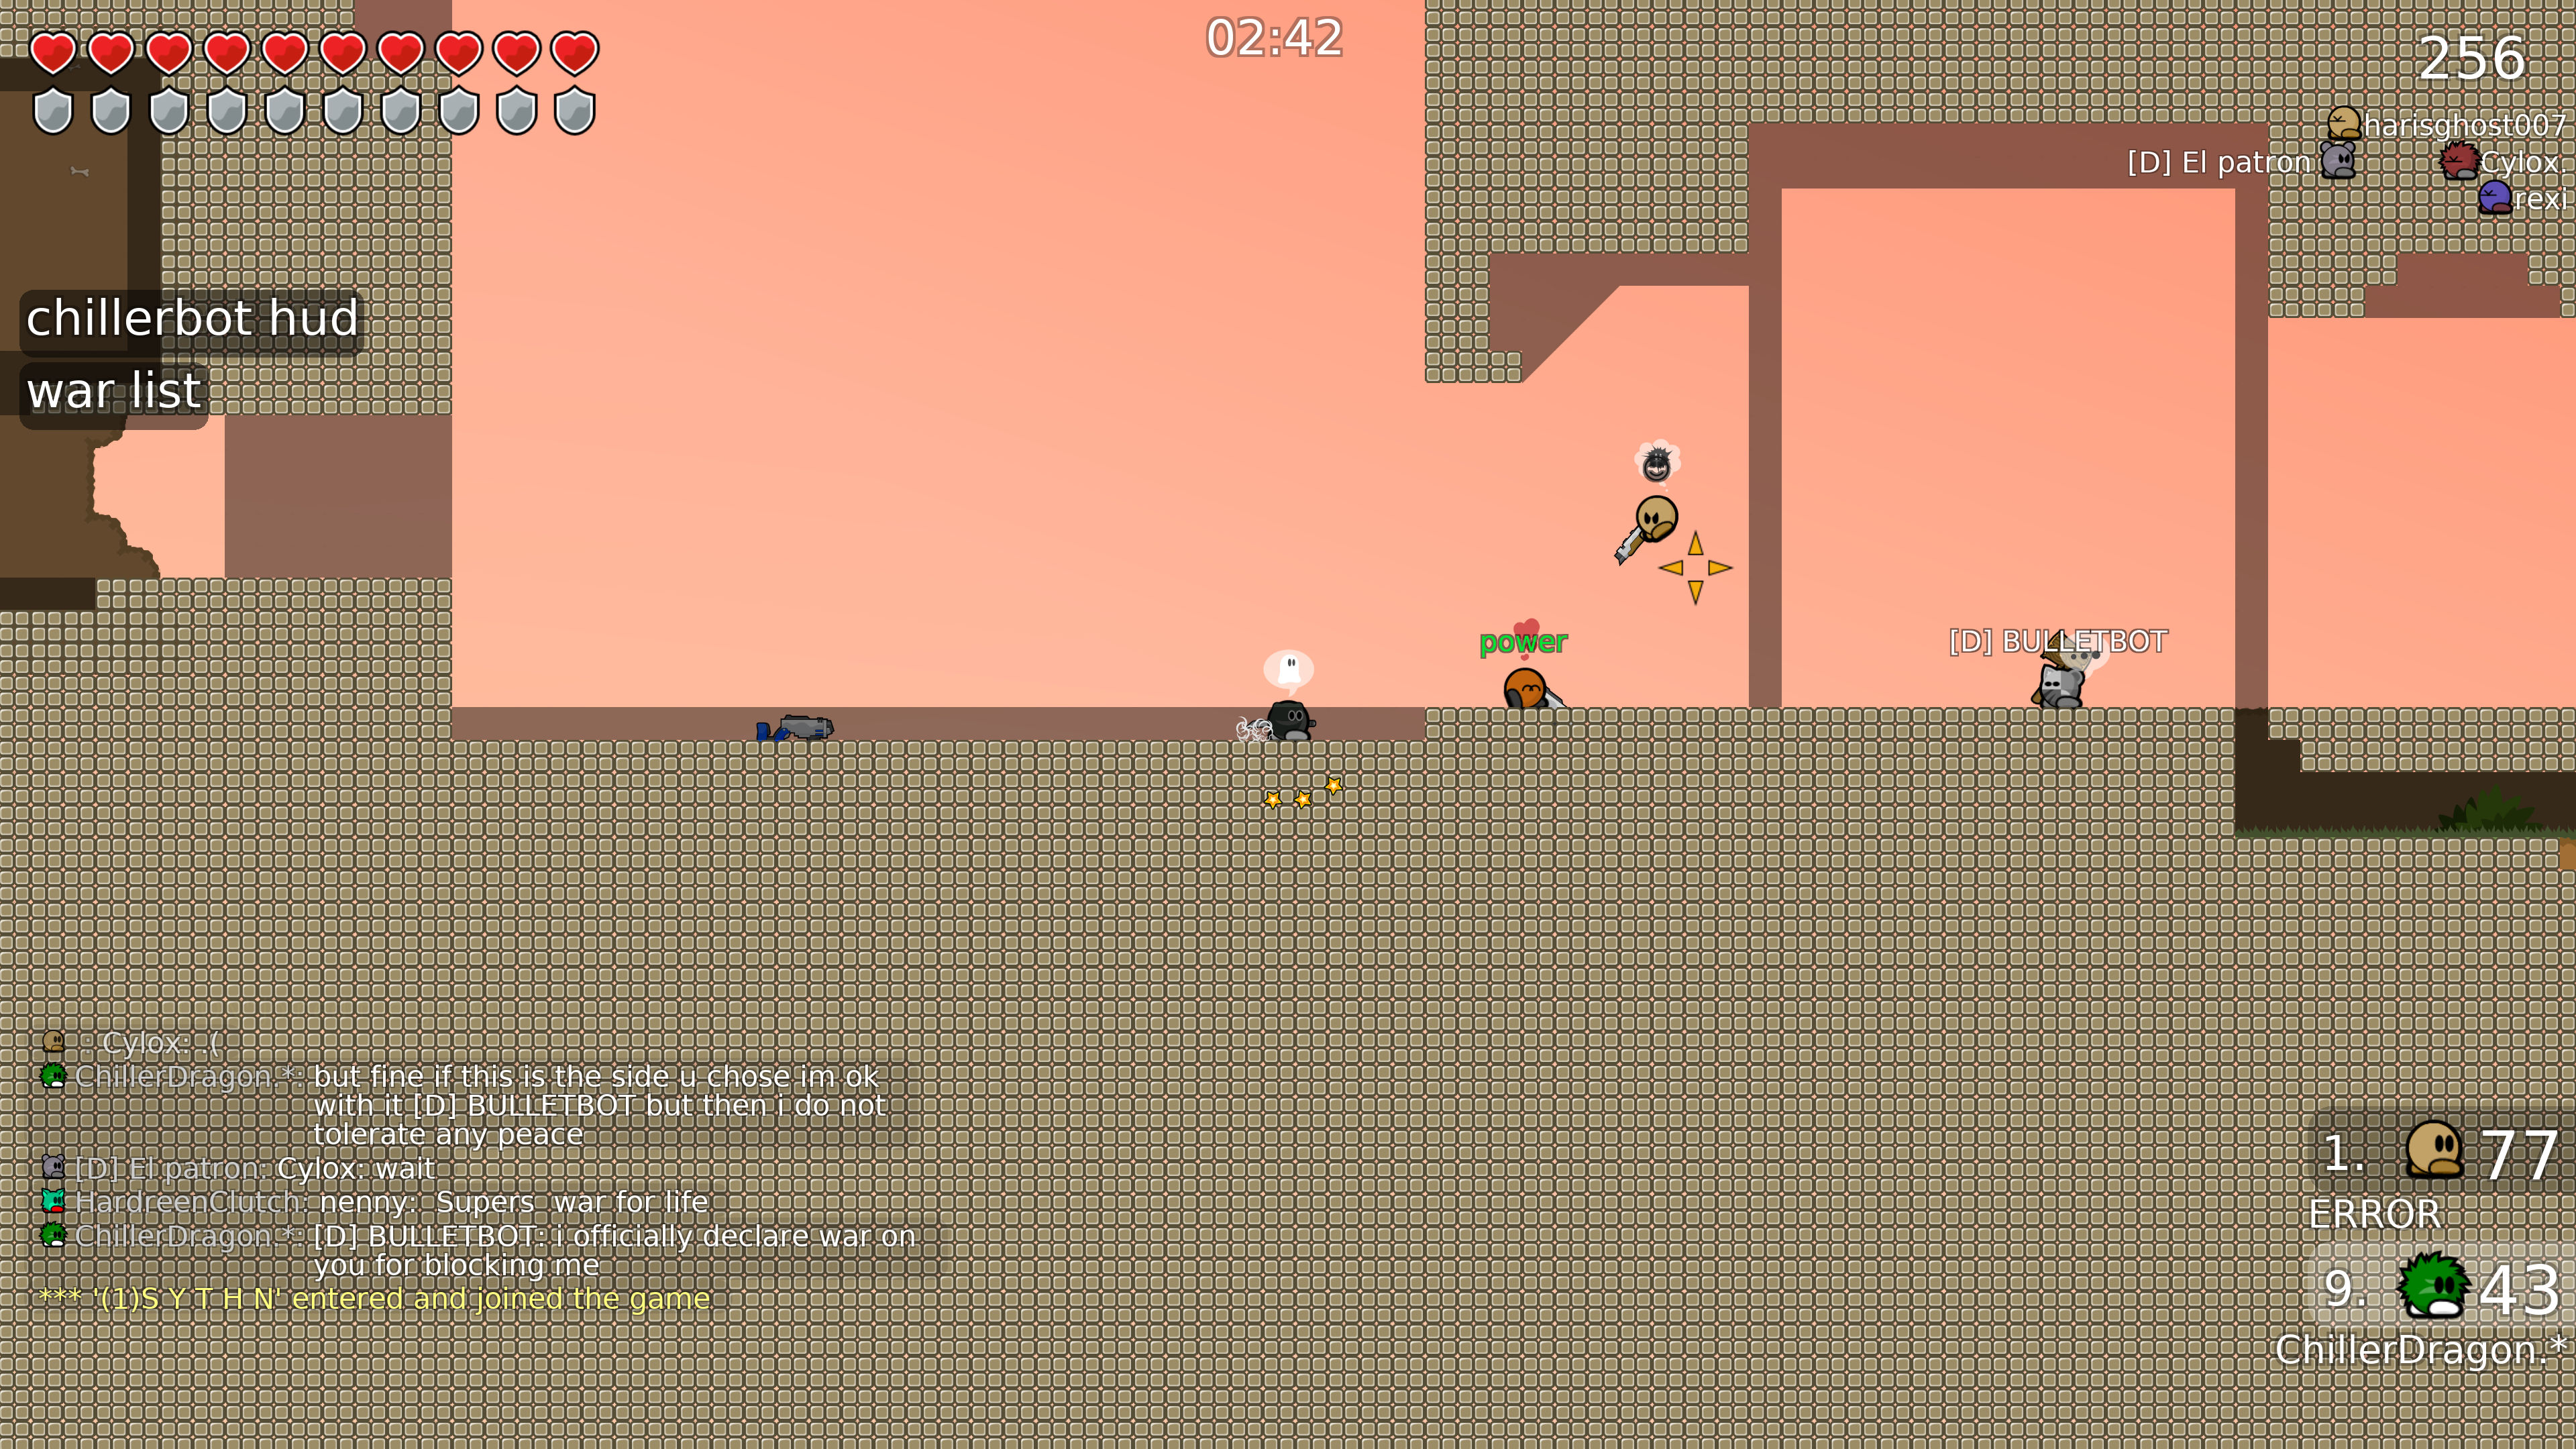 02:42
256
harisghost007
[D] El patron
Cylox.
rexi
chillerbot hud
war list
power
[D] BULLETBOT
: Cylox: .(
ChillerDragon.*: but fine if this is the side u chose im ok
with it [D] BULLETBOT but then i do not
tolerate any peace
[D] El patron: Cylox: wait
HardreenClutch: nenny:  Supers  war for life
ChillerDragon.*: [D] BULLETBOT: i officially declare war on
you for blocking me
*** '(1)S Y T H N' entered and joined the game
1. 77
ERROR
9. 43
ChillerDragon.*